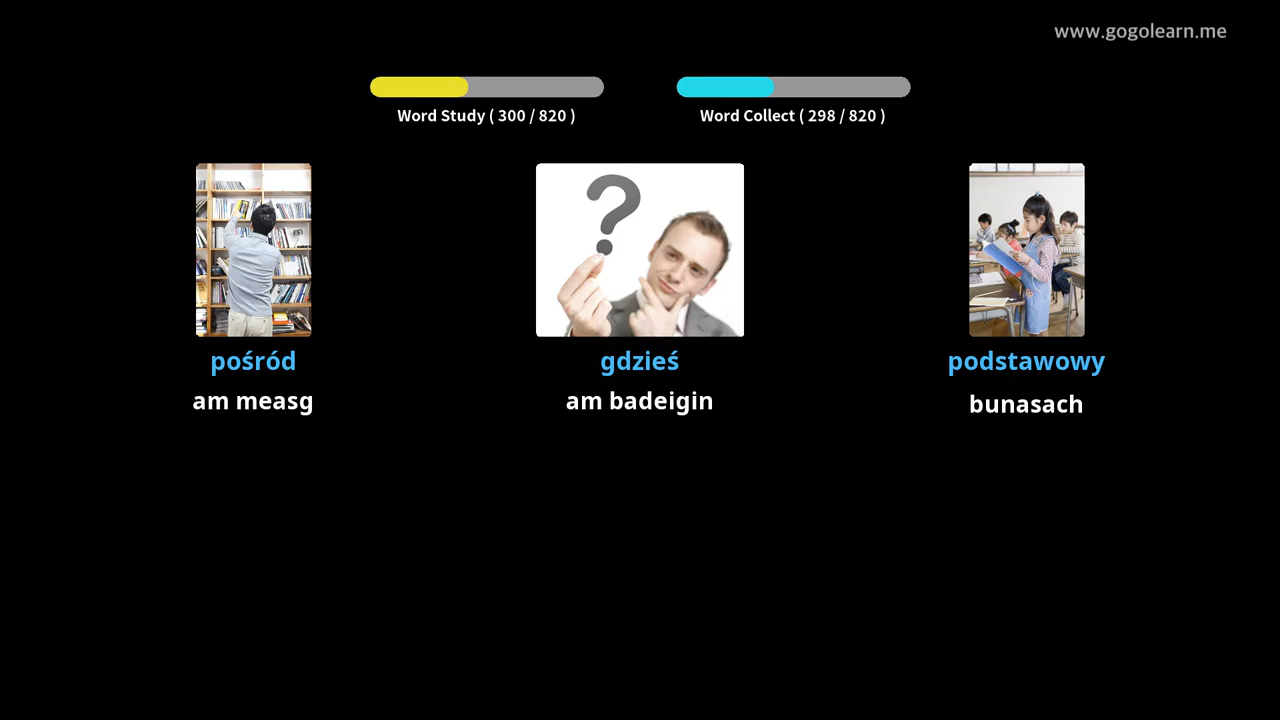 www.gogolearn.me
Word Study ( 300 / 820 )
Word Collect ( 298 / 820 )
pośród
gdzieś
podstawowy
am measg
am badeigin
bunasach